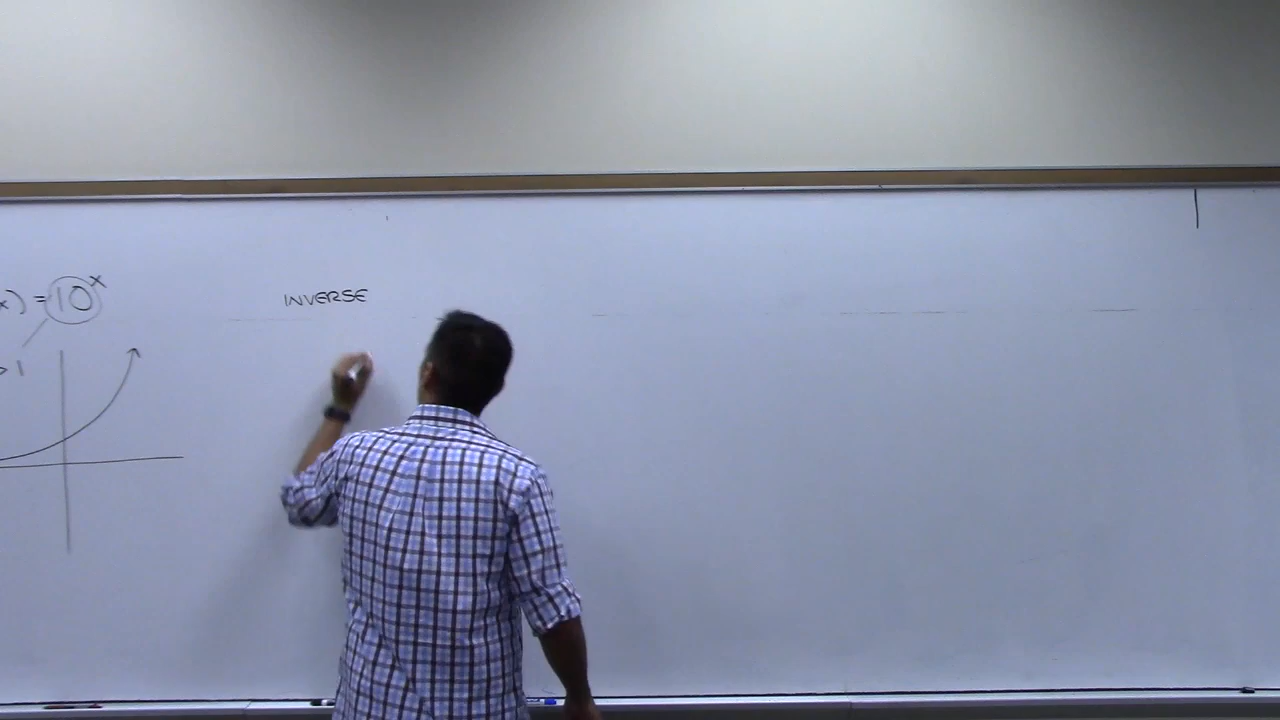 x) = 10^x
>1
INVERSE